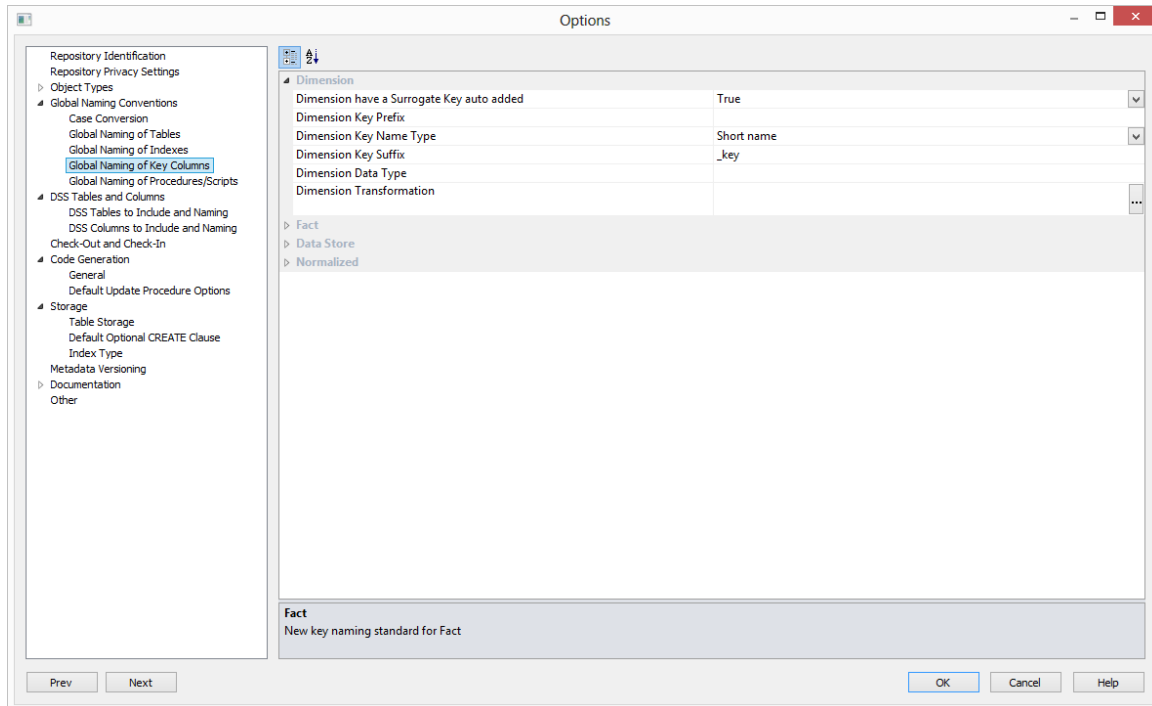 Options
Repository Identification
Repository Privacy Settings
Object Types
Global Naming Conventions
Case Conversion
Global Naming of Tables
Global Naming of Indexes
Global Naming of Key Columns
Global Naming of Procedures/Scripts
DSS Tables and Columns
DSS Tables to Include and Naming
DSS Columns to Include and Naming
Check-Out and Check-In
Code Generation
General
Default Update Procedure Options
Storage
Table Storage
Default Optional CREATE Clause
Index Type
Metadata Versioning
Documentation
Other
A Z
Dimension
Dimension have a Surrogate Key auto added True
Dimension Key Prefix
Dimension Key Name Type Short name
Dimension Key Suffix _key
Dimension Data Type
Dimension Transformation ...
Fact
Data Store
Normalized
Fact
New key naming standard for Fact
Prev Next OK Cancel Help